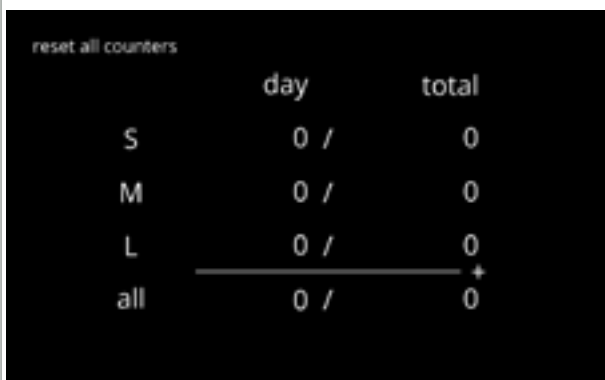 reset all counters
day total
S 0 / 0
M 0 / 0
L 0 / 0
+
all 0 / 0